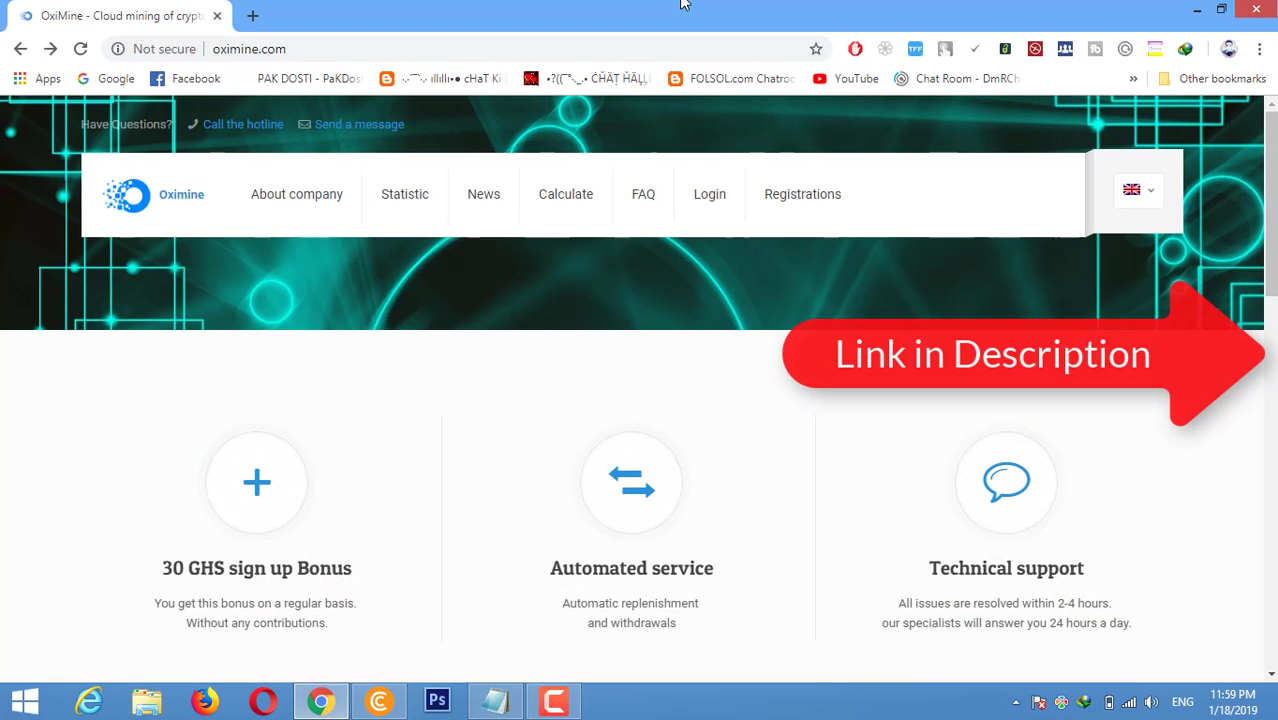 OxiMine - Cloud mining of crypt
Not secure
oximine.com
Apps
Google
Facebook
PAK DOSTI - PaKDos
FOLSOL.com Chatroc
YouTube
Chat Room - DmRCh
»
Other bookmarks
Have Questions?
Call the hotline
Send a message
Oximine
About company
Statistic
News
Calculate
FAQ
Login
Registrations
Link in Description
30 GHS sign up Bonus
You get this bonus on a regular basis.
Without any contributions.
Automated service
Automatic replenishment
and withdrawals
Technical support
All issues are resolved within 2-4 hours.
our specialists will answer you 24 hours a day.
Ps
ENG
11:59 PM
1/18/2019